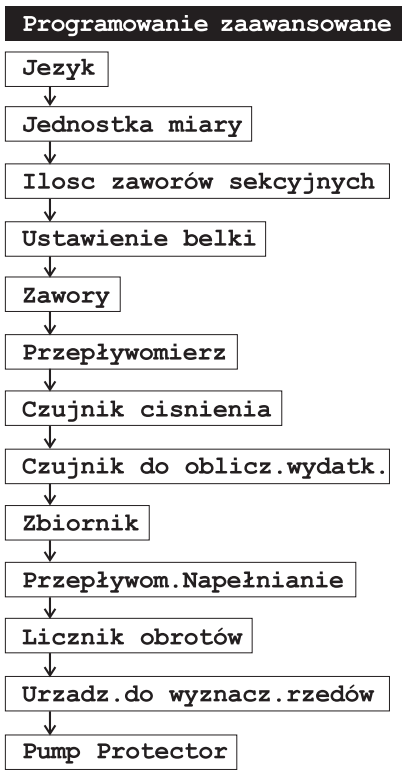 Programowanie zaawansowane
Jezyk
Jednostka miary
Ilosc zaworów sekcyjnych
Ustawienie belki
Zawory
Przepływomierz
Czujnik cisnienia
Czujnik do oblicz.wydatk.
Zbiornik
Przepływom.Napełnianie
Licznik obrotów
Urzadz.do wyznacz.rzedów
Pump Protector